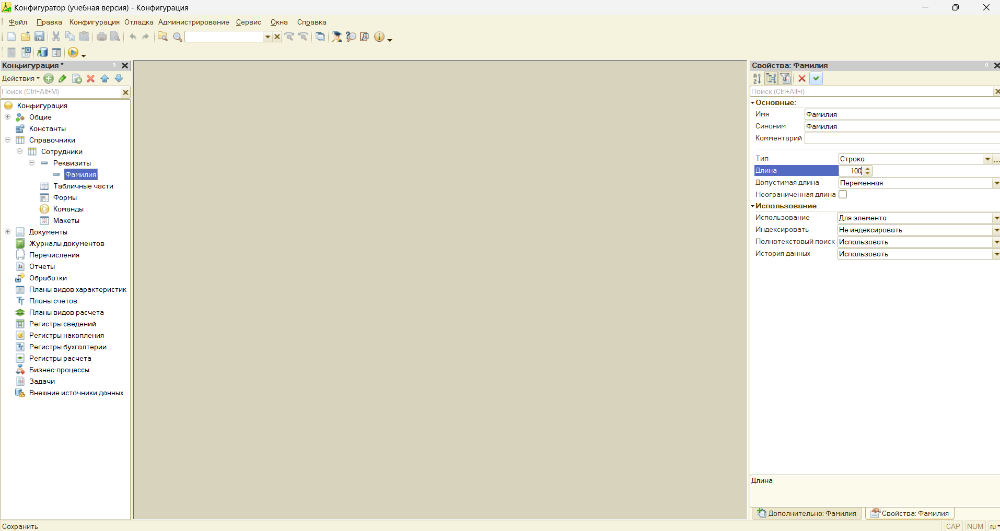 Конфигуратор (учебная версия) - Конфигурация
Файл Правка Конфигурация Отладка Администрирование Сервис Окна Справка
Конфигурация *
Действия
Поиск (Ctrl+Alt+M)
Конфигурация
Общие
Константы
Справочники
Сотрудники
Реквизиты
Фамилия
Табличные части
Формы
Команды
Макеты
Документы
Журналы документов
Перечисления
Отчеты
Обработки
Планы видов характеристик
Планы счетов
Планы видов расчета
Регистры сведений
Регистры накопления
Регистры бухгалтерии
Регистры расчета
Бизнес-процессы
Задачи
Внешние источники данных
Свойства: Фамилия
Поиск (Ctrl+Alt+I)
Основные:
Имя Фамилия
Синоним Фамилия
Комментарий
Тип Строка ...
Длина 100
Допустимая длина Переменная
Неограниченная длина
Использование:
Использование Для элемента
Индексировать Не индексировать
Полнотекстовый поиск Использовать
История данных Использовать
Длина
Дополнительно: Фамилия Свойства: Фамилия
Сохранить CAP NUM ru